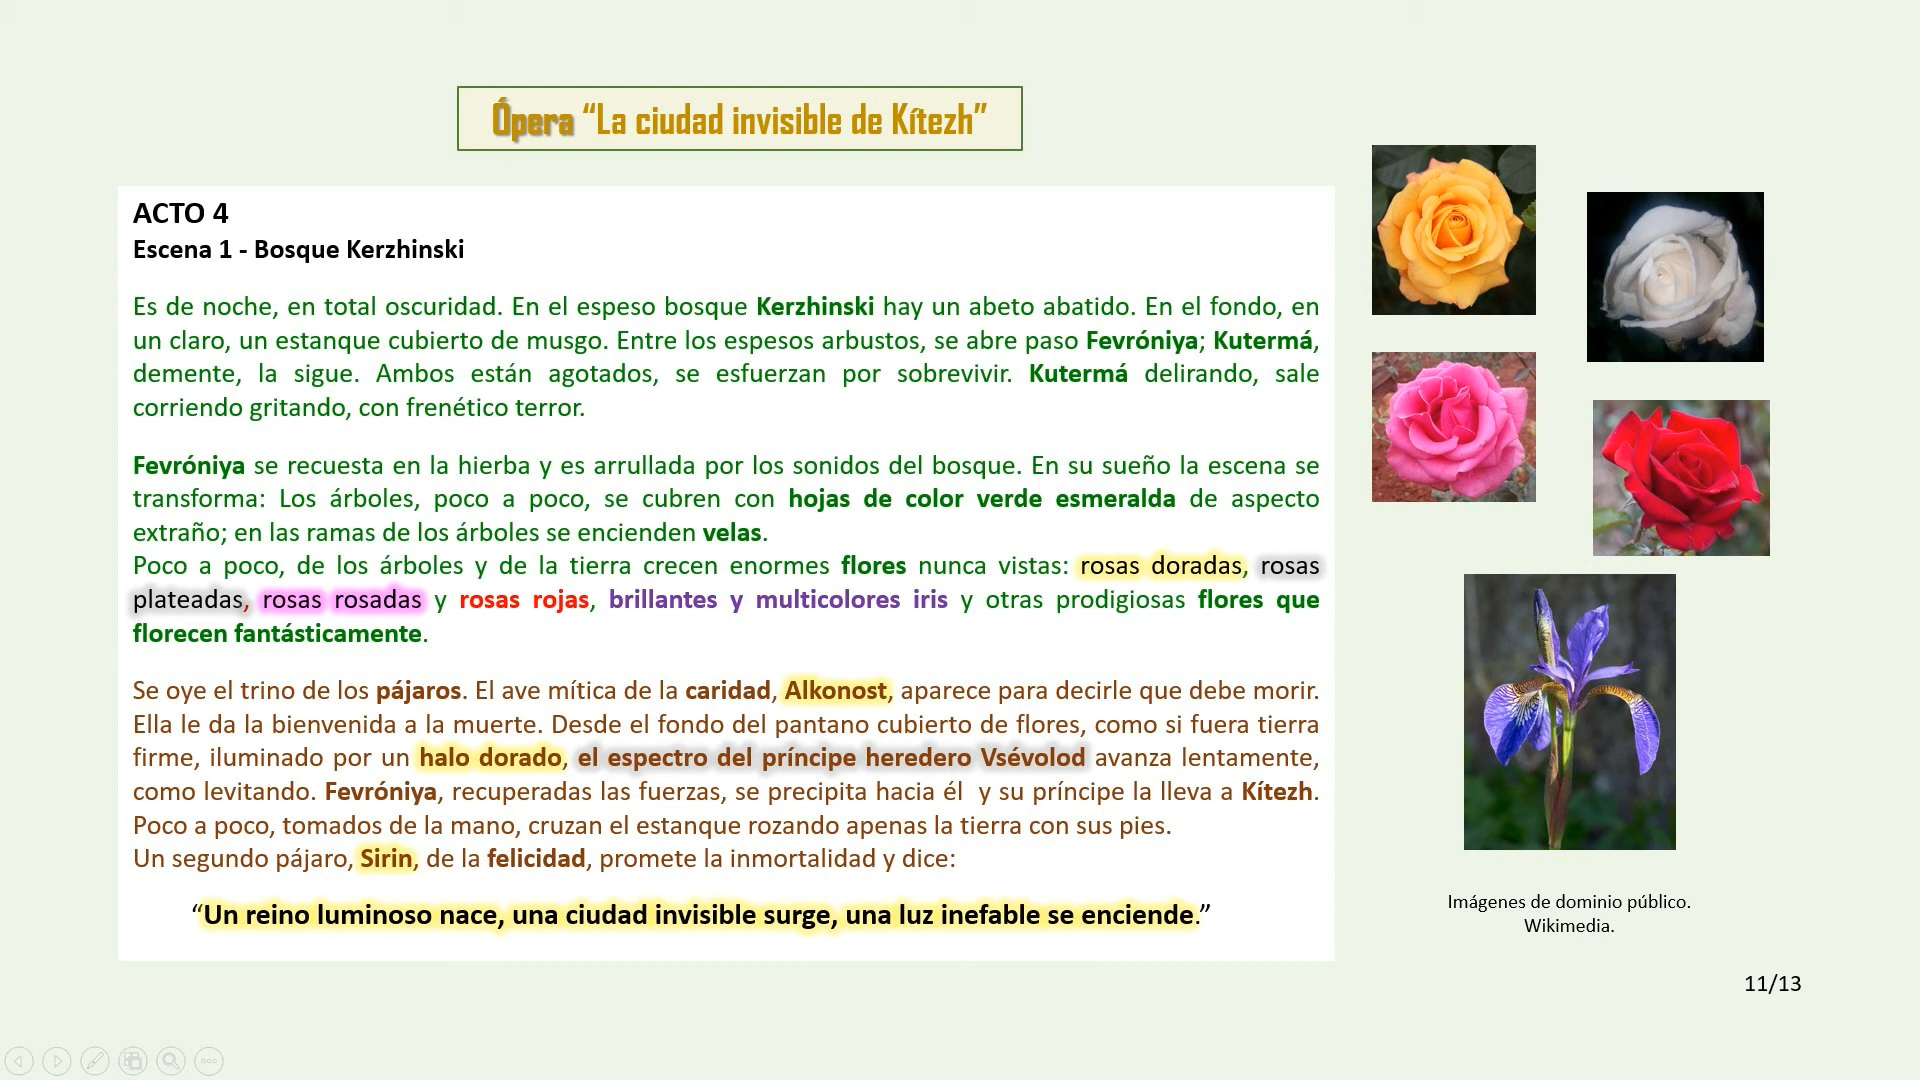 Ópera “La ciudad invisible de Kítezh”
ACTO 4
Escena 1 - Bosque Kerzhinski
Es de noche, en total oscuridad. En el espeso bosque Kerzhinski hay un abeto abatido. En el fondo, en
un claro, un estanque cubierto de musgo. Entre los espesos arbustos, se abre paso Fevróniya; Kutermá,
demente, la sigue. Ambos están agotados, se esfuerzan por sobrevivir. Kutermá delirando, sale
corriendo gritando, con frenético terror.
Fevróniya se recuesta en la hierba y es arrullada por los sonidos del bosque. En su sueño la escena se
transforma: Los árboles, poco a poco, se cubren con hojas de color verde esmeralda de aspecto
extraño; en las ramas de los árboles se encienden velas.
Poco a poco, de los árboles y de la tierra crecen enormes flores nunca vistas: rosas doradas, rosas
plateadas, rosas rosadas y rosas rojas, brillantes y multicolores iris y otras prodigiosas flores que
florecen fantásticamente.
Se oye el trino de los pájaros. El ave mítica de la caridad, Alkonost, aparece para decirle que debe morir.
Ella le da la bienvenida a la muerte. Desde el fondo del pantano cubierto de flores, como si fuera tierra
firme, iluminado por un halo dorado, el espectro del príncipe heredero Vsévolod avanza lentamente,
como levitando. Fevróniya, recuperadas las fuerzas, se precipita hacia él y su príncipe la lleva a Kítezh.
Poco a poco, tomados de la mano, cruzan el estanque rozando apenas la tierra con sus pies.
Un segundo pájaro, Sirin, de la felicidad, promete la inmortalidad y dice:
“Un reino luminoso nace, una ciudad invisible surge, una luz inefable se enciende.”
Imágenes de dominio público.
Wikimedia.
11/13